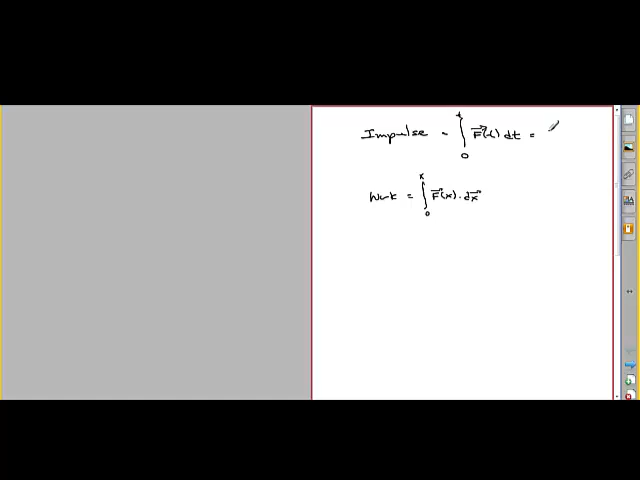 Impulse = ∫₀ᵗ F⃗(t) dt =
Work = ∫₀ˣ F⃗(x) · dx⃗